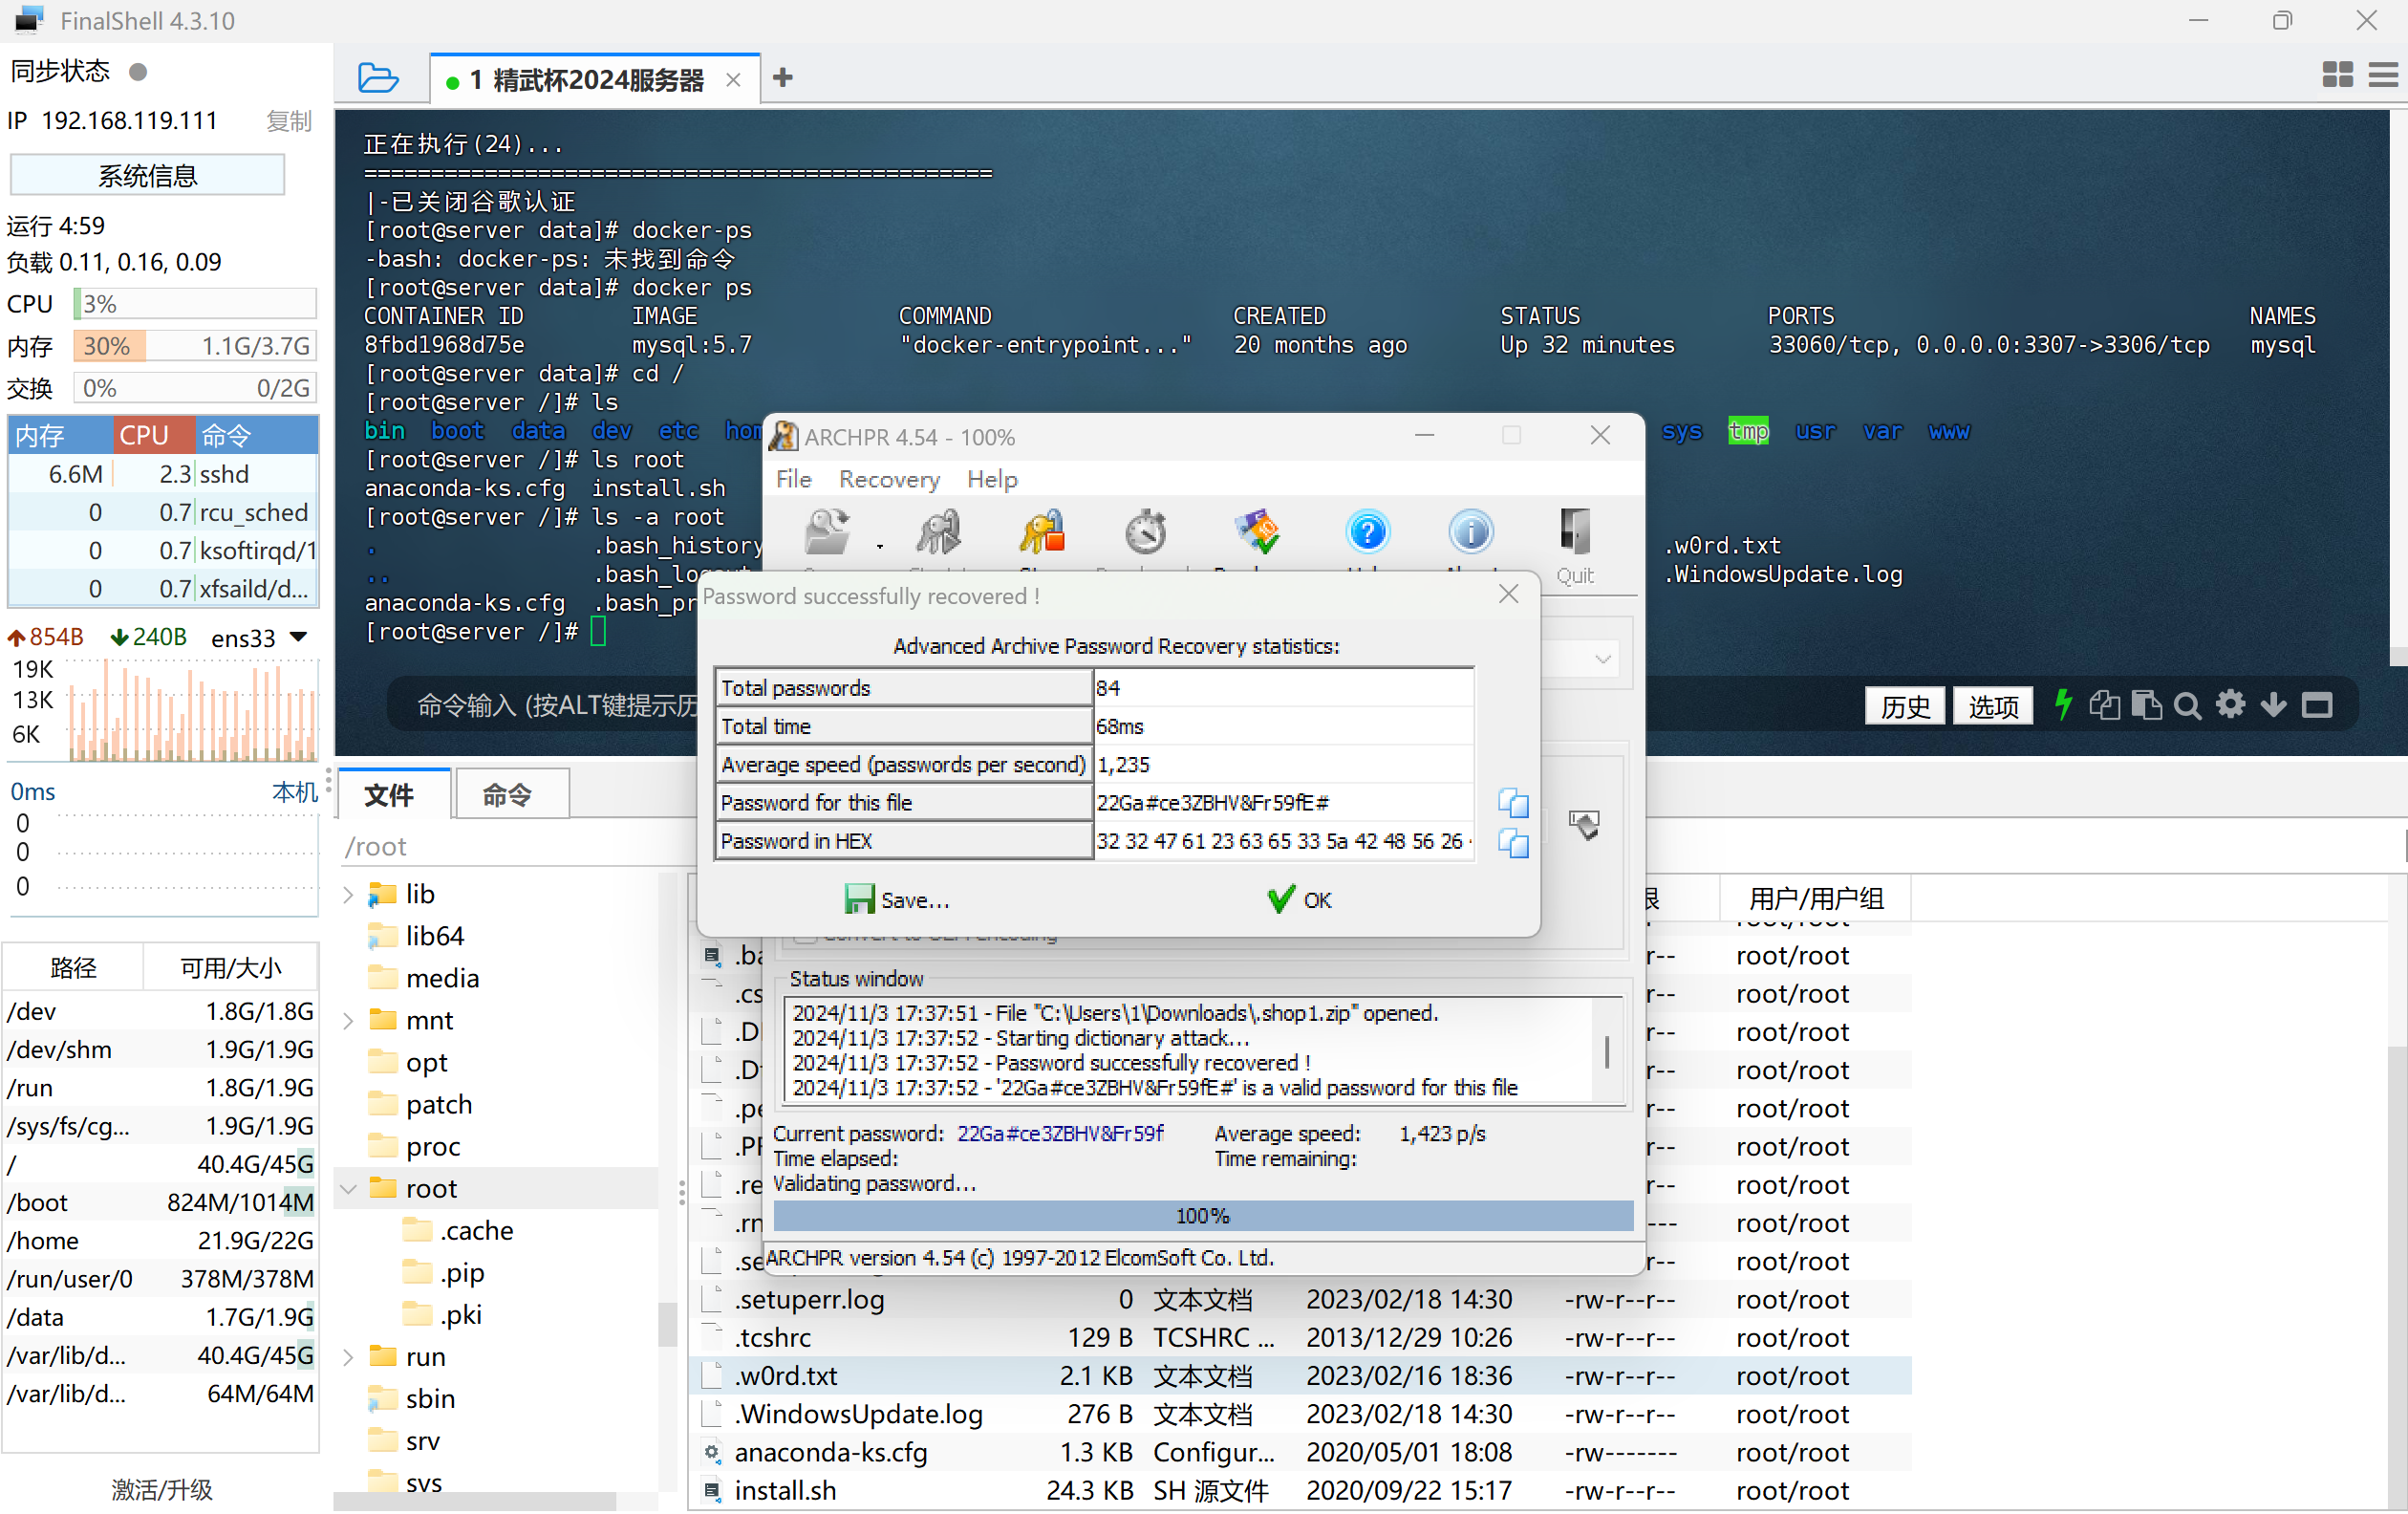 FinalShell 4.3.10
同步状态
IP 192.168.119.111 复制
系统信息
运行 4:59
负载 0.11, 0.16, 0.09
CPU 3%
内存 30% 1.1G/3.7G
交换 0% 0/2G
内存 CPU 命令
6.6M 2.3 sshd
0 0.7 rcu_sched
0 0.7 ksoftirqd/1
0 0.7 xfsaild/d...
854B 240B ens33
19K
13K
6K
0ms 本机
0
0
0
路径 可用/大小
/dev 1.8G/1.8G
/dev/shm 1.9G/1.9G
/run 1.8G/1.9G
/sys/fs/cg... 1.9G/1.9G
/ 40.4G/45G
/boot 824M/1014M
/home 21.9G/22G
/run/user/0 378M/378M
/data 1.7G/1.9G
/var/lib/d... 40.4G/45G
/var/lib/d... 64M/64M
激活/升级
1 精武杯2024服务器
正在执行(24)...
===============================================
|-已关闭谷歌认证
[root@server data]# docker-ps
-bash: docker-ps: 未找到命令
[root@server data]# docker ps
CONTAINER ID IMAGE COMMAND CREATED STATUS PORTS NAMES
8fbd1968d75e mysql:5.7 "docker-entrypoint..." 20 months ago Up 32 minutes 33060/tcp, 0.0.0.0:3307->3306/tcp mysql
[root@server data]# cd /
[root@server /]# ls
bin boot data dev etc hom sys tmp usr var www
[root@server /]# ls root
anaconda-ks.cfg install.sh
[root@server /]# ls -a root
. .bash_history .w0rd.txt
.. .bash_logout .WindowsUpdate.log
anaconda-ks.cfg .bash_pr
[root@server /]#
命令输入 (按ALT键提示历
历史 选项
文件 命令
/root
lib
lib64
media
mnt
opt
patch
proc
root
.cache
.pip
.pki
run
sbin
srv
sys
用户/用户组
root/root
.ba r-- root/root
.cs r-- root/root
r-- root/root
r-- root/root
.pe r-- root/root
r-- root/root
.re r-- root/root
.rn --- root/root
.se r-- root/root
.setuperr.log 0 文本文档 2023/02/18 14:30 -rw-r--r-- root/root
.tcshrc 129 B TCSHRC ... 2013/12/29 10:26 -rw-r--r-- root/root
.w0rd.txt 2.1 KB 文本文档 2023/02/16 18:36 -rw-r--r-- root/root
.WindowsUpdate.log 276 B 文本文档 2023/02/18 14:30 -rw-r--r-- root/root
anaconda-ks.cfg 1.3 KB Configur... 2020/05/01 18:08 -rw------- root/root
install.sh 24.3 KB SH 源文件 2020/09/22 15:17 -rw-r--r-- root/root
ARCHPR 4.54 - 100%
File Recovery Help
Quit
Password successfully recovered !
Advanced Archive Password Recovery statistics:
Total passwords 84
Total time 68ms
Average speed (passwords per second) 1,235
Password for this file 22Ga#ce3ZBHV&Fr59fE#
Password in HEX 32 32 47 61 23 63 65 33 5a 42 48 56 26
Save... OK
Status window
2024/11/3 17:37:51 - File "C:\Users\1\Downloads\.shop1.zip" opened.
2024/11/3 17:37:52 - Starting dictionary attack...
2024/11/3 17:37:52 - Password successfully recovered !
2024/11/3 17:37:52 - '22Ga#ce3ZBHV&Fr59fE#' is a valid password for this file
Current password: 22Ga#ce3ZBHV&Fr59f Average speed: 1,423 p/s
Time elapsed: Time remaining:
Validating password...
100%
ARCHPR version 4.54 (c) 1997-2012 ElcomSoft Co. Ltd.